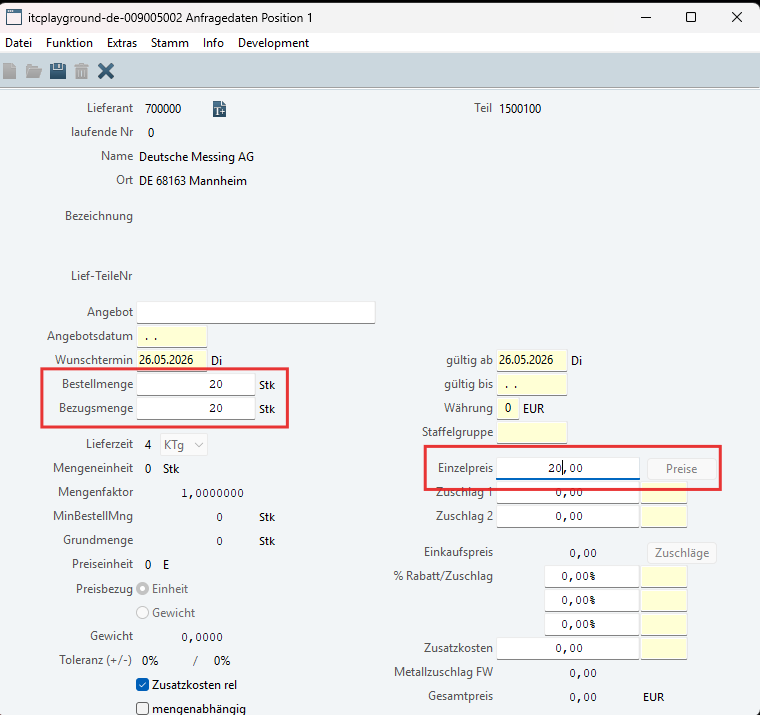 itcplayground-de-009005002 Anfragedaten Position 1
Datei Funktion Extras Stamm Info Development
Lieferant 700000 T+ Teil 1500100
laufende Nr 0
Name Deutsche Messing AG
Ort DE 68163 Mannheim
Bezeichnung
Lief-TeileNr
Angebot
Angebotsdatum . .
Wunschtermin 26.05.2026 Di gültig ab 26.05.2026 Di
Bestellmenge 20 Stk gültig bis . .
Bezugsmenge 20 Stk Währung 0 EUR
Staffelgruppe
Lieferzeit 4 KTg
Mengeneinheit 0 Stk Einzelpreis 20,00 Preise
Mengenfaktor 1,0000000 Zuschlag 1 0,00
MinBestellMng 0 Stk Zuschlag 2 0,00
Grundmenge 0 Stk
Preiseinheit 0 E Einkaufspreis 0,00 Zuschläge
Preisbezug Einheit % Rabatt/Zuschlag 0,00%
Gewicht 0,00%
Gewicht 0,0000 0,00%
Toleranz (+/-) 0% / 0% Zusatzkosten 0,00
Zusatzkosten rel Metallzuschlag FW 0,00
mengenabhängig Gesamtpreis 0,00 EUR